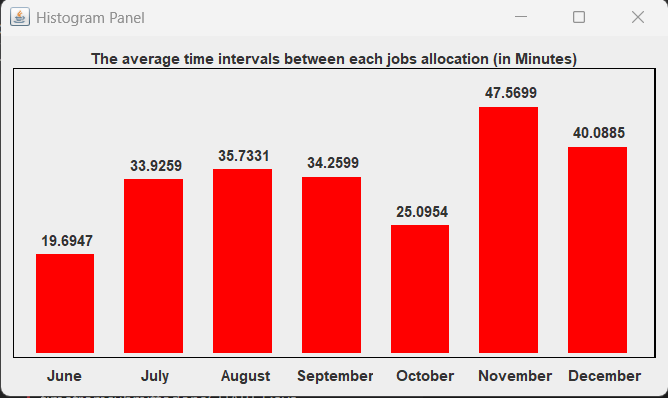 Histogram Panel
The average time intervals between each jobs allocation (in Minutes)
47.5699
40.0885
35.7331
33.9259
34.2599
25.0954
19.6947
June July August September October November December